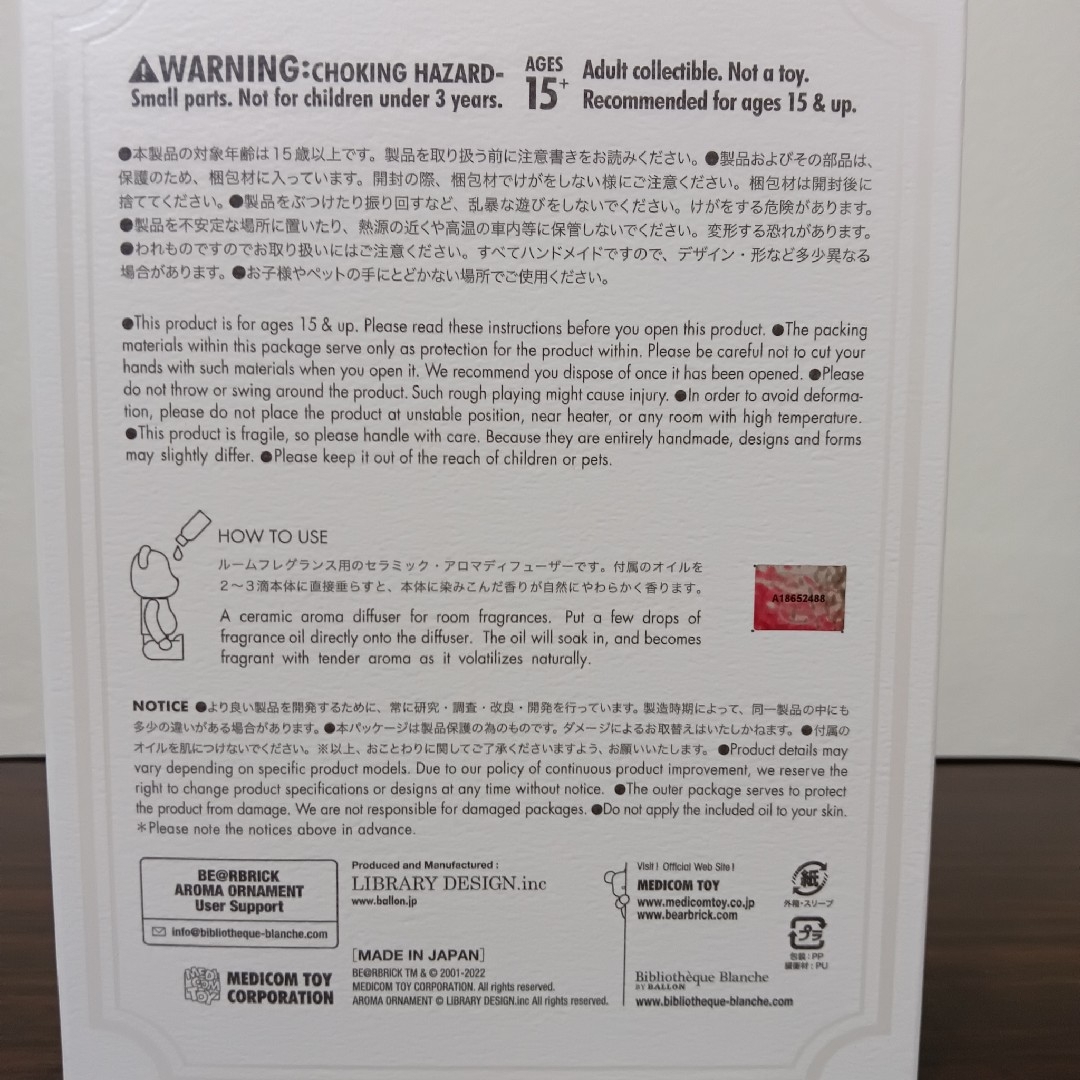 ⚠WARNING:CHOKING HAZARD-
Small parts. Not for children under 3 years.
AGES
15+
Adult collectible. Not a toy.
Recommended for ages 15 & up.
●本製品の対象年齢は15歳以上です。製品を取り扱う前に注意書きをお読みください。●製品およびその部品は、
保護のため、梱包材に入っています。開封の際、梱包材でけがをしない様にご注意ください。梱包材は開封後に
捨ててください。●製品をぶつけたり振り回すなど、乱暴な遊びをしないでください。けがをする危険があります。
●製品を不安定な場所に置いたり、熱源の近くや高温の車内等に保管しないでください。変形する恐れがあります。
●われものですのでお取り扱いにはご注意ください。すべてハンドメイドですので、デザイン・形など多少異なる
場合があります。●お子様やペットの手にとどかない場所でご使用ください。
●This product is for ages 15 & up. Please read these instructions before you open this product. ●The packing
materials within this package serve only as protection for the product within. Please be careful not to cut your
hands with such materials when you open it. We recommend you dispose of once it has been opened. ●Please
do not throw or swing around the product. Such rough playing might cause injury. ●In order to avoid deforma-
tion, please do not place the product at unstable position, near heater, or any room with high temperature.
●This product is fragile, so please handle with care. Because they are entirely handmade, designs and forms
may slightly differ. ●Please keep it out of the reach of children or pets.
HOW TO USE
ルームフレグランス用のセラミック・アロマディフューザーです。付属のオイルを
2〜3滴本体に直接垂らすと、本体に染みこんだ香りが自然にやわらかく香ります。
A ceramic aroma diffuser for room fragrances. Put a few drops of
fragrance oil directly onto the diffuser. The oil will soak in, and becomes
fragrant with tender aroma as it volatilizes naturally.
A18652488
NOTICE ●より良い製品を開発するために、常に研究・調査・改良・開発を行っています。製造時期によって、同一製品の中にも
多少の違いがある場合があります。●本パッケージは製品保護の為のものです。ダメージによるお取替えはいたしかねます。●付属の
オイルを肌につけないでください。※以上、おことわりに関してご了承くださいますよう、お願いいたします。 ●Product details may
vary depending on specific product models. Due to our policy of continuous product improvement, we reserve the
right to change product specifications or designs at any time without notice. ●The outer package serves to protect
the product from damage. We are not responsible for damaged packages. ●Do not apply the included oil to your skin.
＊Please note the notices above in advance.
BE@RBRICK
AROMA ORNAMENT
User Support
info@bibliotheque-blanche.com
MEDICOM TOY
MEDICOM TOY
CORPORATION
Produced and Manufactured :
LIBRARY DESIGN.inc
www.ballon.jp
[MADE IN JAPAN]
BE@RBRICK TM & © 2001-2022
MEDICOM TOY CORPORATION. All rights reserved.
AROMA ORNAMENT © LIBRARY DESIGN.inc All rights reserved.
Visit ! Official Web Site !
MEDICOM TOY
www.medicomtoy.co.jp
www.bearbrick.com
Bibliothèque Blanche
BY BALLON
www.bibliotheque-blanche.com
紙
外箱・スリーブ
プラ
包装：PP
緩衝材：PU